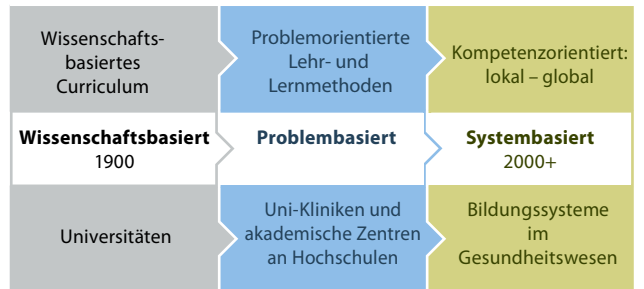 Wissenschafts-
basiertes
Curriculum
Problemorientierte
Lehr- und
Lernmethoden
Kompetenzorientiert:
lokal – global
Wissenschaftsbasiert
1900
Problembasiert
Systembasiert
2000+
Universitäten
Uni-Kliniken und
akademische Zentren
an Hochschulen
Bildungssysteme
im
Gesundheitswesen